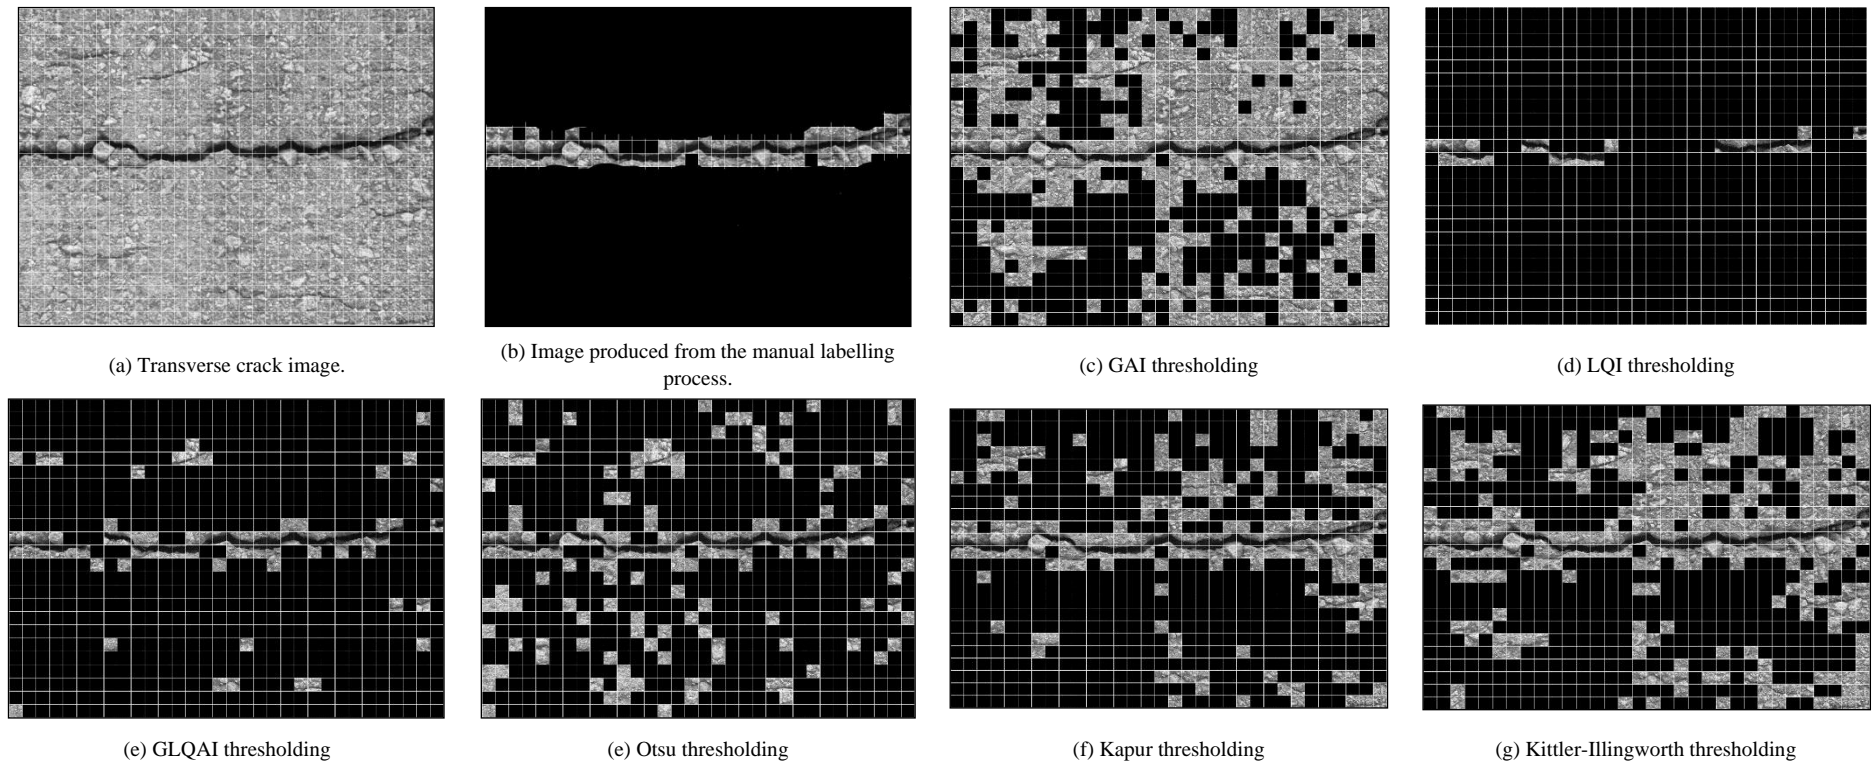 (a) Transverse crack image.
(b) Image produced from the manual labelling
process.
(c) GAI thresholding
(d) LQI thresholding
(e) GLQAI thresholding
(e) Otsu thresholding
(f) Kapur thresholding
(g) Kittler-Illingworth thresholding